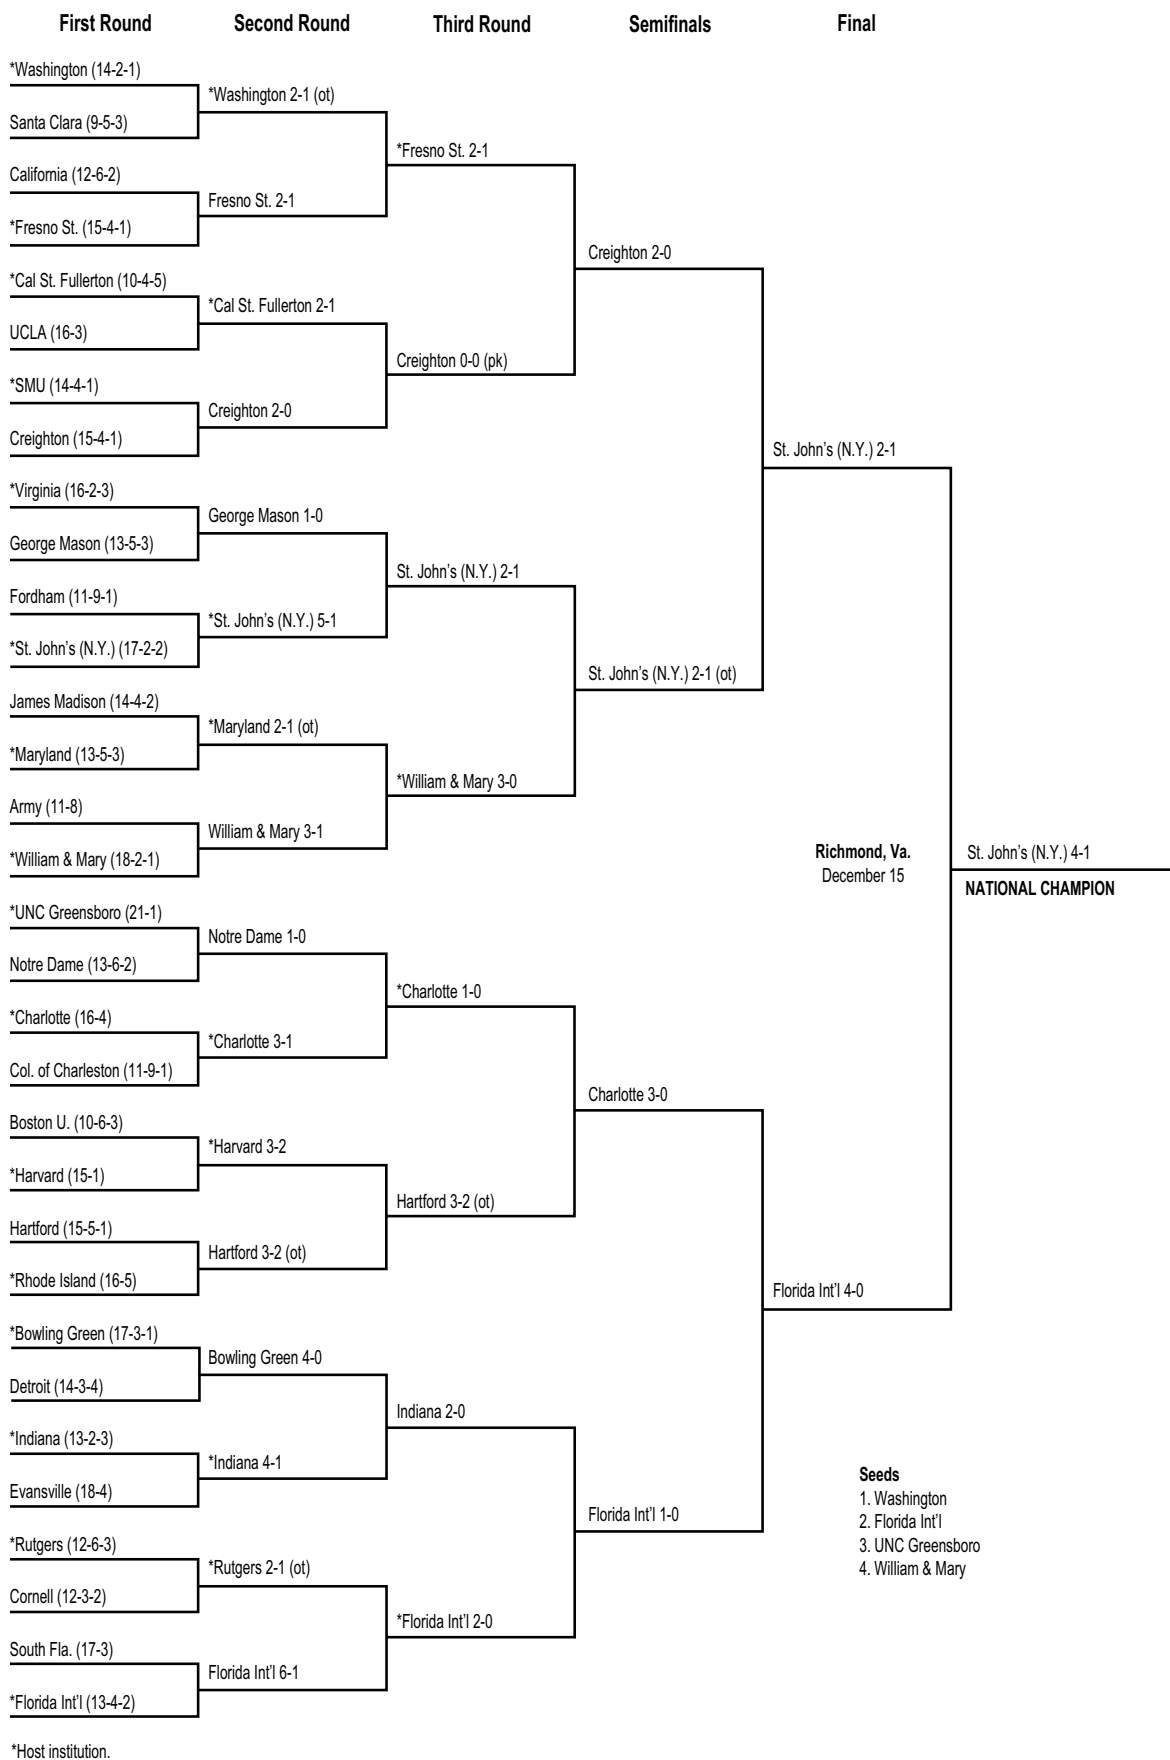 First Round Second Round Third Round Semifinals Final
*Washington (14-2-1)
*Washington 2-1 (ot)
Santa Clara (9-5-3)
*Fresno St. 2-1
California (12-6-2)
Fresno St. 2-1
*Fresno St. (15-4-1)
Creighton 2-0
*Cal St. Fullerton (10-4-5)
*Cal St. Fullerton 2-1
UCLA (16-3)
Creighton 0-0 (pk)
*SMU (14-4-1)
Creighton 2-0
Creighton (15-4-1)
St. John’s (N.Y.) 2-1
*Virginia (16-2-3)
George Mason 1-0
George Mason (13-5-3)
St. John’s (N.Y.) 2-1
Fordham (11-9-1)
*St. John’s (N.Y.) 5-1
*St. John’s (N.Y.) (17-2-2)
St. John’s (N.Y.) 2-1 (ot)
James Madison (14-4-2)
*Maryland 2-1 (ot)
*Maryland (13-5-3)
*William & Mary 3-0
Army (11-8)
William & Mary 3-1
*William & Mary (18-2-1)
Richmond, Va.
December 15
St. John’s (N.Y.) 4-1
NATIONAL CHAMPION
*UNC Greensboro (21-1)
Notre Dame 1-0
Notre Dame (13-6-2)
*Charlotte 1-0
*Charlotte (16-4)
*Charlotte 3-1
Col. of Charleston (11-9-1)
Charlotte 3-0
Boston U. (10-6-3)
*Harvard 3-2
*Harvard (15-1)
Hartford 3-2 (ot)
Hartford (15-5-1)
Hartford 3-2 (ot)
*Rhode Island (16-5)
Florida Int’l 4-0
*Bowling Green (17-3-1)
Bowling Green 4-0
Detroit (14-3-4)
Indiana 2-0
*Indiana (13-2-3)
*Indiana 4-1
Evansville (18-4)
Florida Int’l 1-0
*Rutgers (12-6-3)
*Rutgers 2-1 (ot)
Cornell (12-3-2)
*Florida Int’l 2-0
South Fla. (17-3)
Florida Int’l 6-1
*Florida Int’l (13-4-2)
Seeds
1. Washington
2. Florida Int’l
3. UNC Greensboro
4. William & Mary
*Host institution.